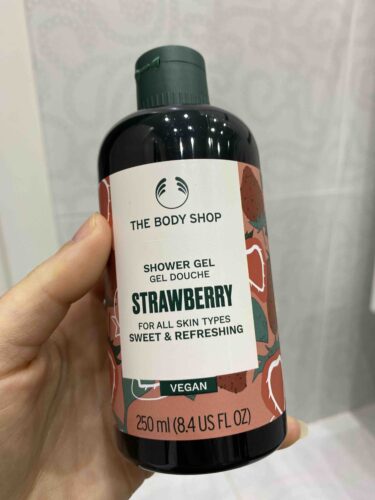 THE BODY SHOP
SHOWER GEL
GEL DOUCHE
STRAWBERRY
FOR ALL SKIN TYPES
SWEET & REFRESHING
VEGAN
250 ml (8.4 US FL OZ)